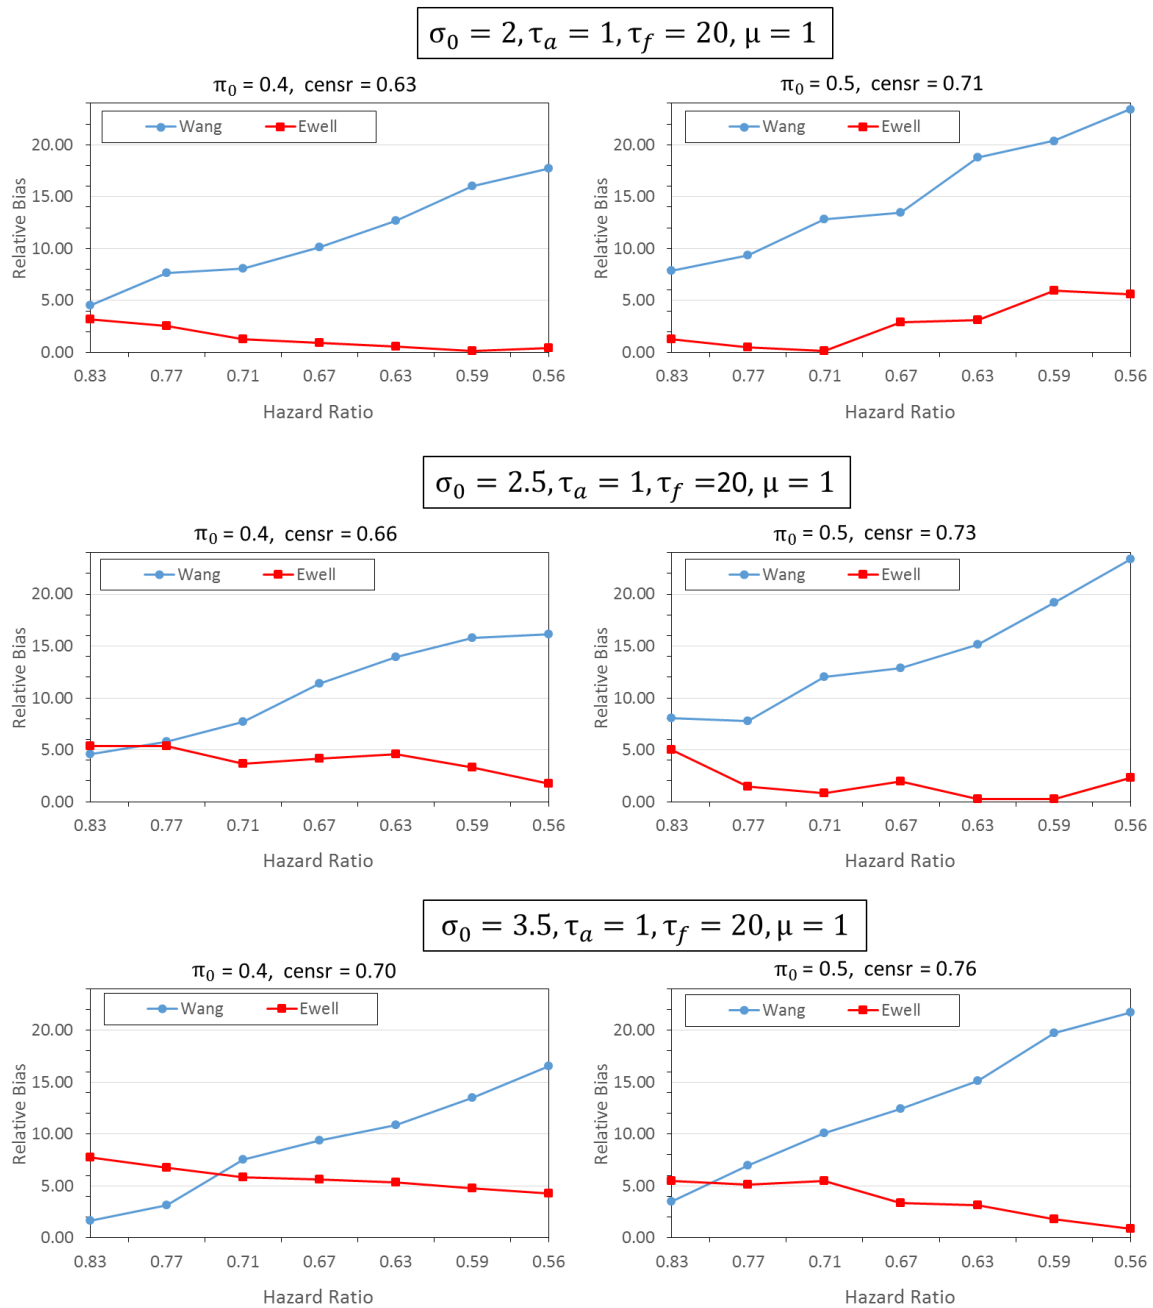 σ₀ = 2, τₐ = 1, τ_f = 20, μ = 1
π₀ = 0.4, censr = 0.63
Wang Ewell
Relative Bias
20.00
15.00
10.00
5.00
0.00
0.83 0.77 0.71 0.67 0.63 0.59 0.56
Hazard Ratio
π₀ = 0.5, censr = 0.71
Wang Ewell
Relative Bias
20.00
15.00
10.00
5.00
0.00
0.83 0.77 0.71 0.67 0.63 0.59 0.56
Hazard Ratio
σ₀ = 2.5, τₐ = 1, τ_f =20, μ = 1
π₀ = 0.4, censr = 0.66
Wang Ewell
Relative Bias
20.00
15.00
10.00
5.00
0.00
0.83 0.77 0.71 0.67 0.63 0.59 0.56
Hazard Ratio
π₀ = 0.5, censr = 0.73
Wang Ewell
Relative Bias
20.00
15.00
10.00
5.00
0.00
0.83 0.77 0.71 0.67 0.63 0.59 0.56
Hazard Ratio
σ₀ = 3.5, τₐ = 1, τ_f = 20, μ = 1
π₀ = 0.4, censr = 0.70
Wang Ewell
Relative Bias
20.00
15.00
10.00
5.00
0.00
0.83 0.77 0.71 0.67 0.63 0.59 0.56
Hazard Ratio
π₀ = 0.5, censr = 0.76
Wang Ewell
Relative Bias
20.00
15.00
10.00
5.00
0.00
0.83 0.77 0.71 0.67 0.63 0.59 0.56
Hazard Ratio